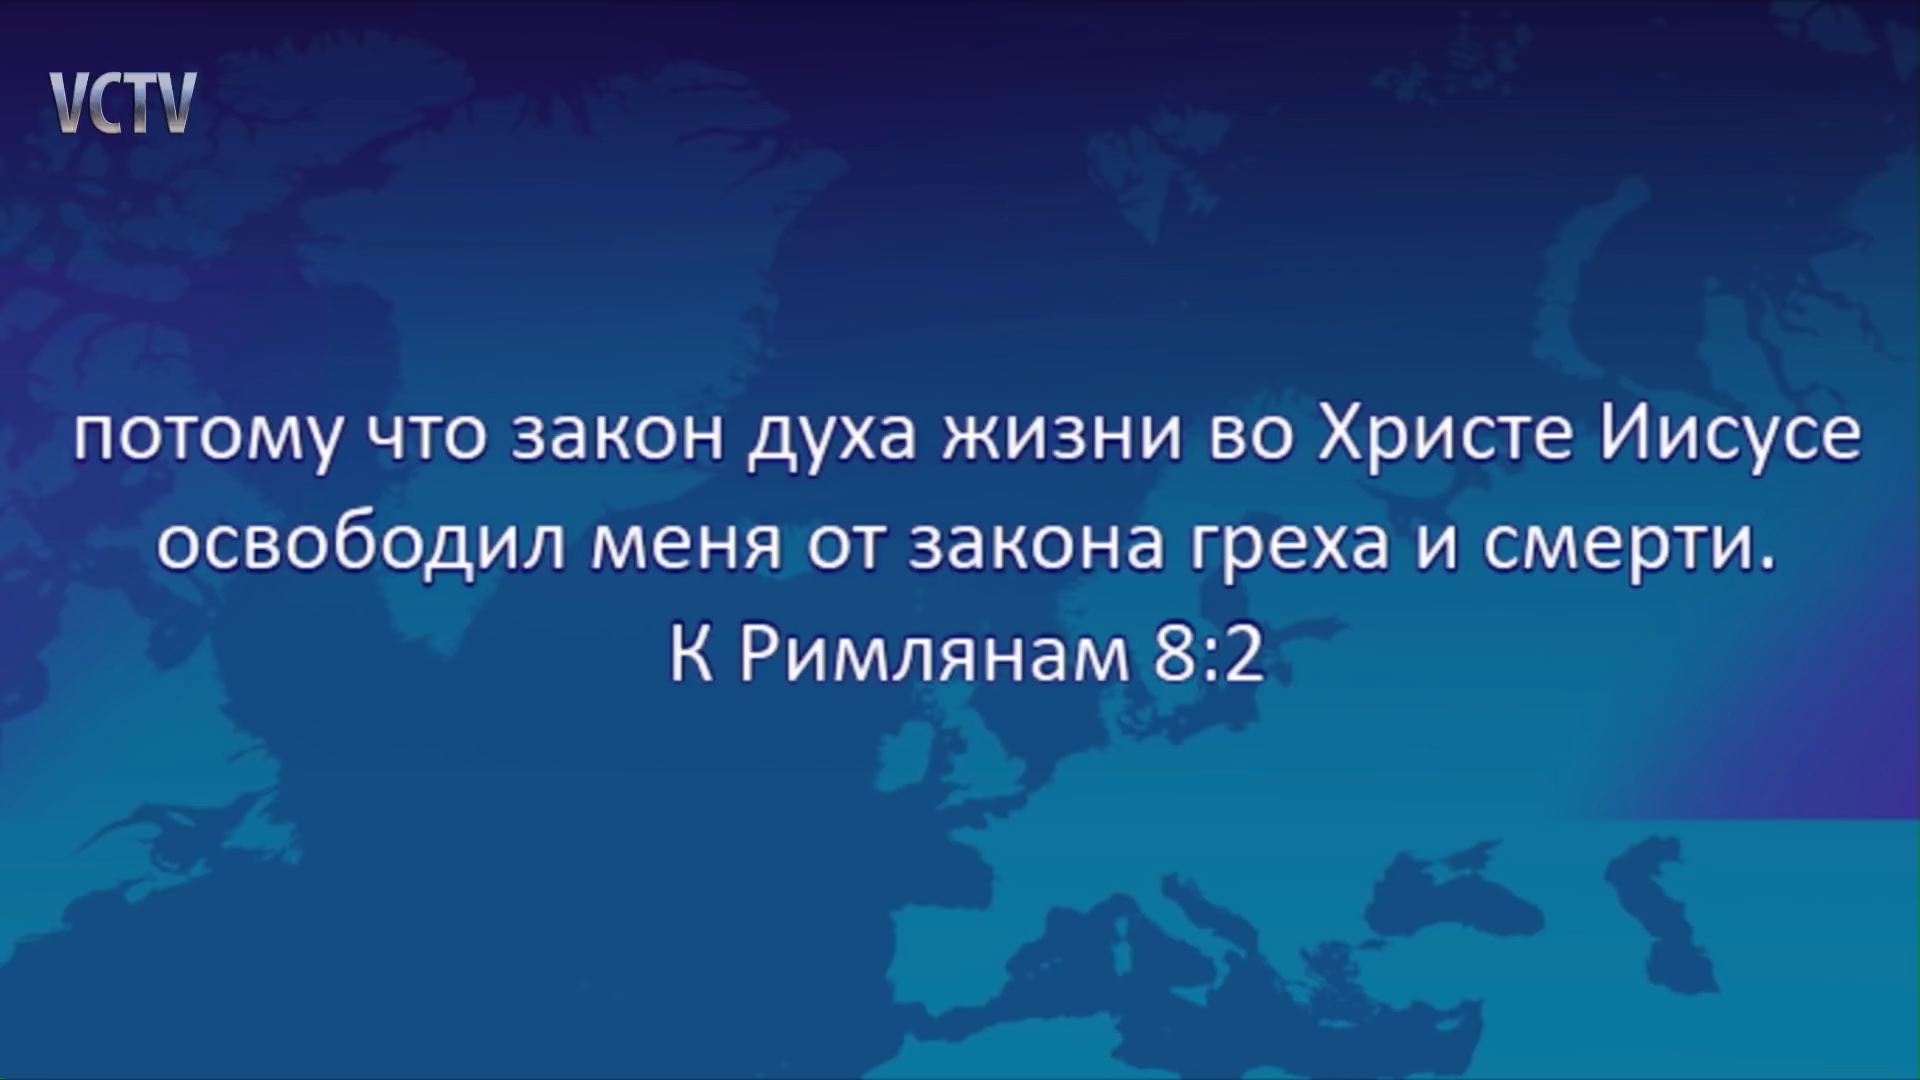 VCTV
потому что закон духа жизни во Христе Иисусе
освободил меня от закона греха и смерти.
К Римлянам 8:2